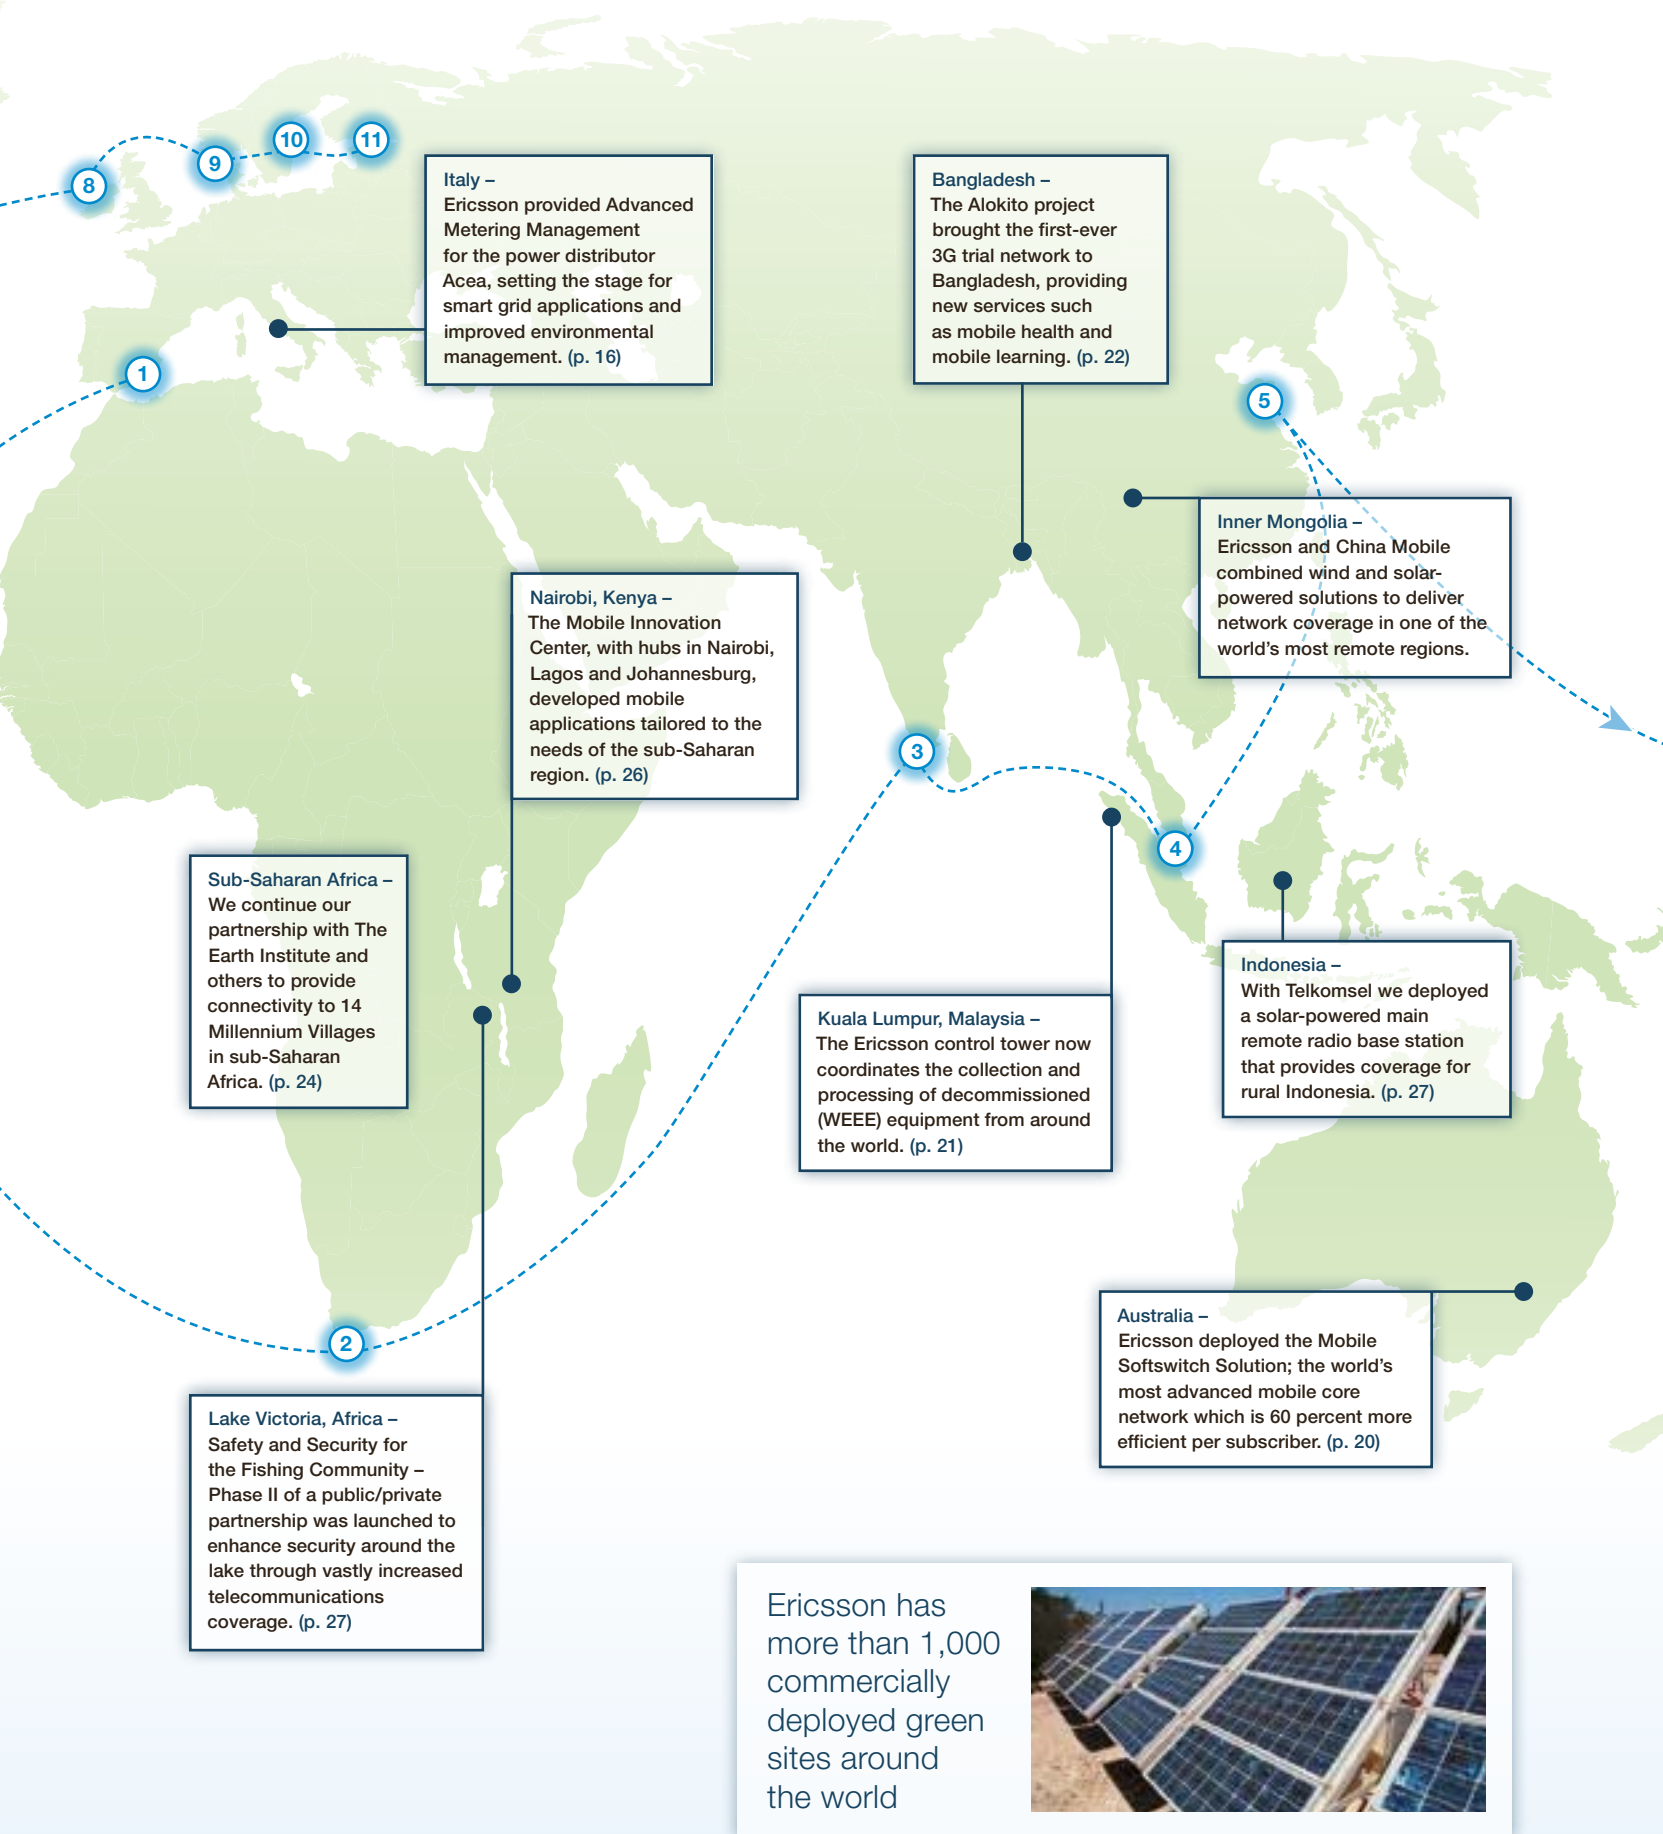 8
9
10
11
Italy –
Ericsson provided Advanced
Metering Management
for the power distributor
Acea, setting the stage for
smart grid applications and
improved environmental
management. (p. 16)
Bangladesh –
The Alokito project
brought the first-ever
3G trial network to
Bangladesh, providing
new services such
as mobile health and
mobile learning. (p. 22)
1
5
Inner Mongolia –
Ericsson and China Mobile
combined wind and solar-
powered solutions to deliver
network coverage in one of the
world's most remote regions.
Nairobi, Kenya –
The Mobile Innovation
Center, with hubs in Nairobi,
Lagos and Johannesburg,
developed mobile
applications tailored to the
needs of the sub-Saharan
region. (p. 26)
3
4
Sub-Saharan Africa –
We continue our
partnership with The
Earth Institute and
others to provide
connectivity to 14
Millennium Villages
in sub-Saharan
Africa. (p. 24)
Kuala Lumpur, Malaysia –
The Ericsson control tower now
coordinates the collection and
processing of decommissioned
(WEEE) equipment from around
the world. (p. 21)
Indonesia –
With Telkomsel we deployed
a solar-powered main
remote radio base station
that provides coverage for
rural Indonesia. (p. 27)
2
Australia –
Ericsson deployed the Mobile
Softswitch Solution; the world's
most advanced mobile core
network which is 60 percent more
efficient per subscriber. (p. 20)
Lake Victoria, Africa –
Safety and Security for
the Fishing Community –
Phase II of a public/private
partnership was launched to
enhance security around the
lake through vastly increased
telecommunications
coverage. (p. 27)
Ericsson has
more than 1,000
commercially
deployed green
sites around
the world